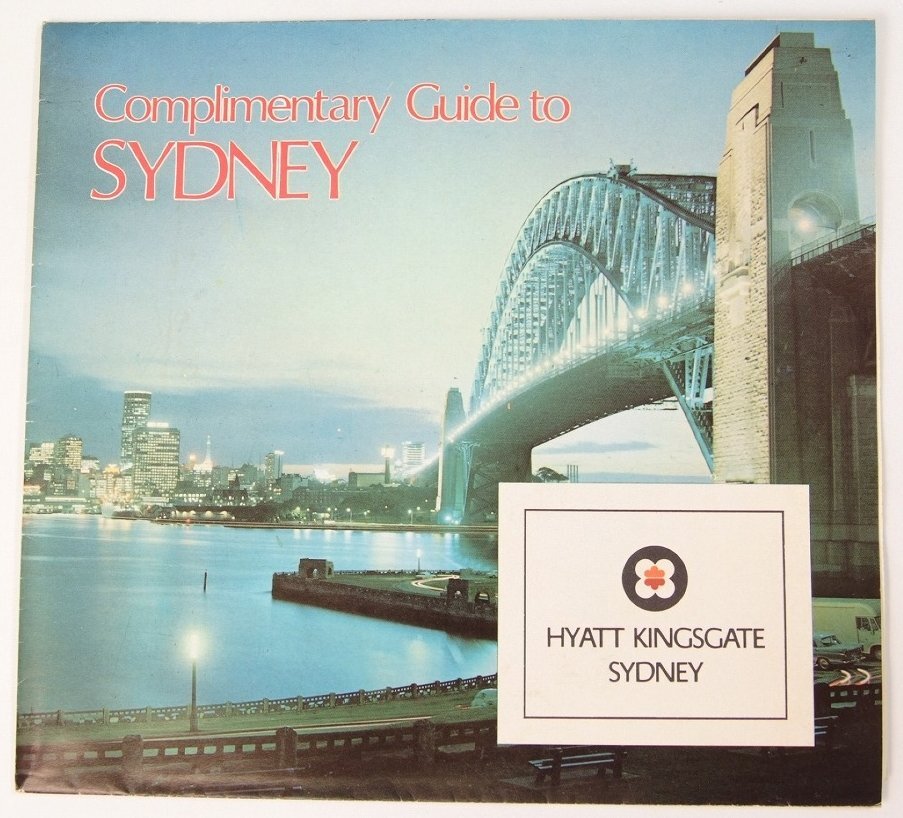 Complimentary Guide to
SYDNEY
HYATT KINGSGATE
SYDNEY